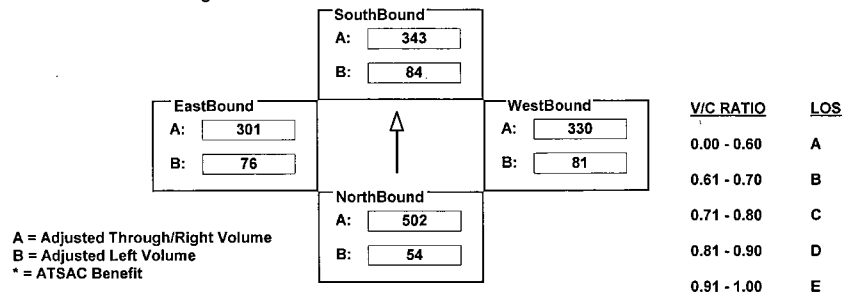 SouthBound
A: 343
B: 84
EastBound
A: 301
B: 76
WestBound
A: 330
B: 81
NorthBound
A: 502
B: 54
A = Adjusted Through/Right Volume
B = Adjusted Left Volume
* = ATSAC Benefit
V/C RATIO LOS
0.00 - 0.60 A
0.61 - 0.70 B
0.71 - 0.80 C
0.81 - 0.90 D
0.91 - 1.00 E